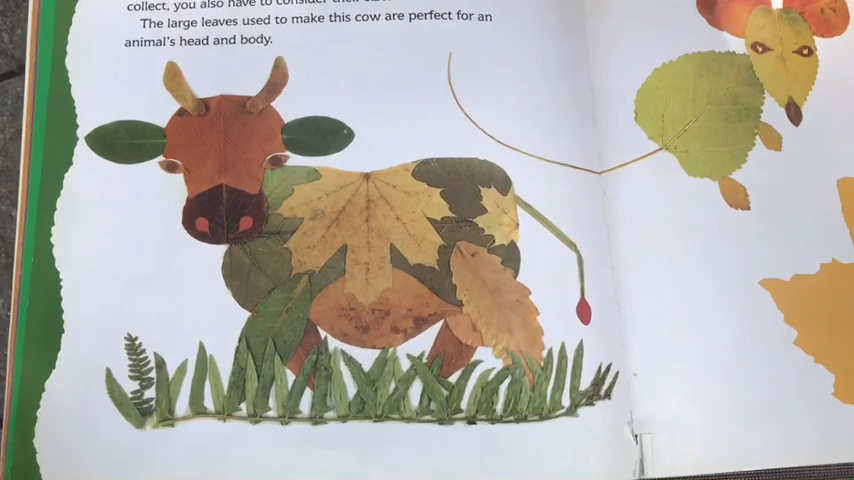 collect, you also have to consider their
The large leaves used to make this cow are perfect for an
animal's head and body.